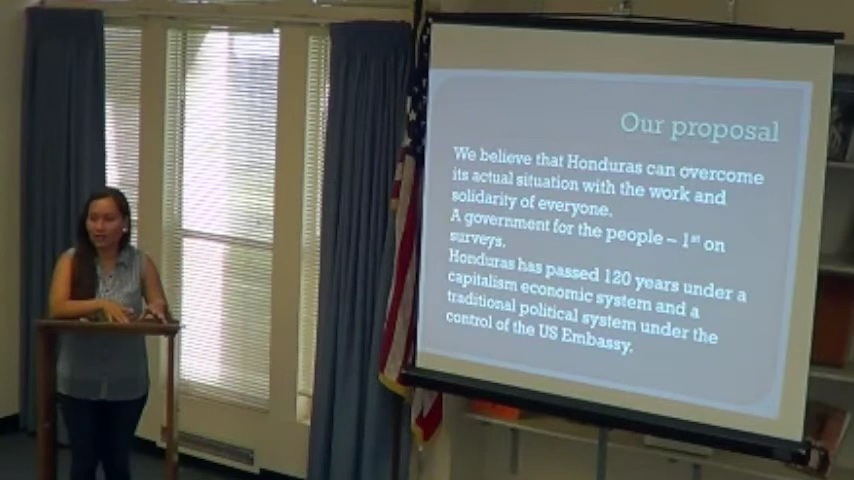 Our proposal
We believe that Honduras can overcome
its actual situation with the work and
solidarity of everyone.
A government for the people – 1st on
surveys.
Honduras has passed 120 years under a
capitalism economic system and a
traditional political system under the
control of the US Embassy.